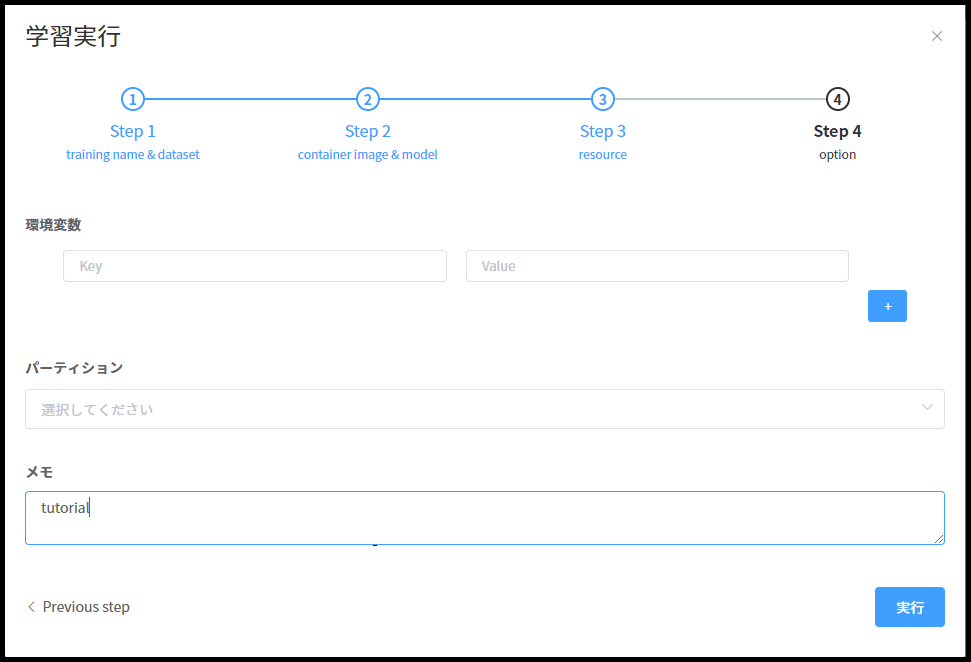 学習実行
1 2 3 4
Step 1 Step 2 Step 3 Step 4
training name & dataset container image & model resource option
環境変数
Key Value
+
パーティション
選択してください
メモ
tutorial
Previous step 実行